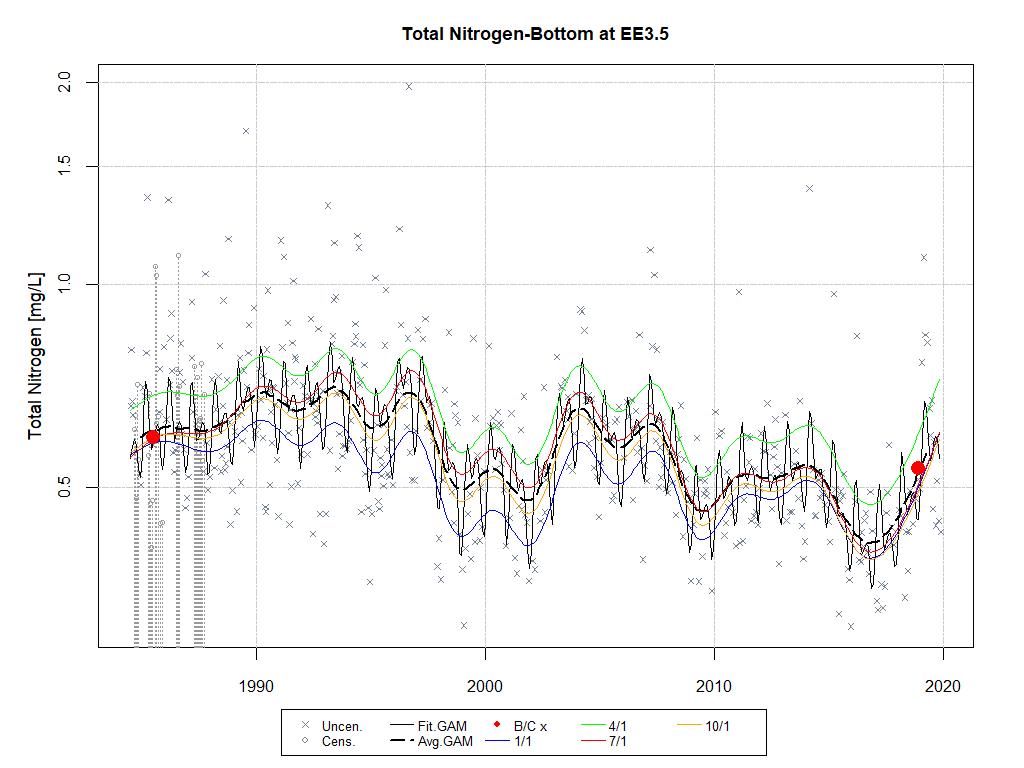 Total Nitrogen-Bottom at EE3.5
Total Nitrogen [mg/L]
2.0
1.5
1.0
0.5
1990 2000 2010 2020
Uncen. Fit.GAM B/C x 4/1 10/1
Cens. Avg.GAM 1/1 7/1